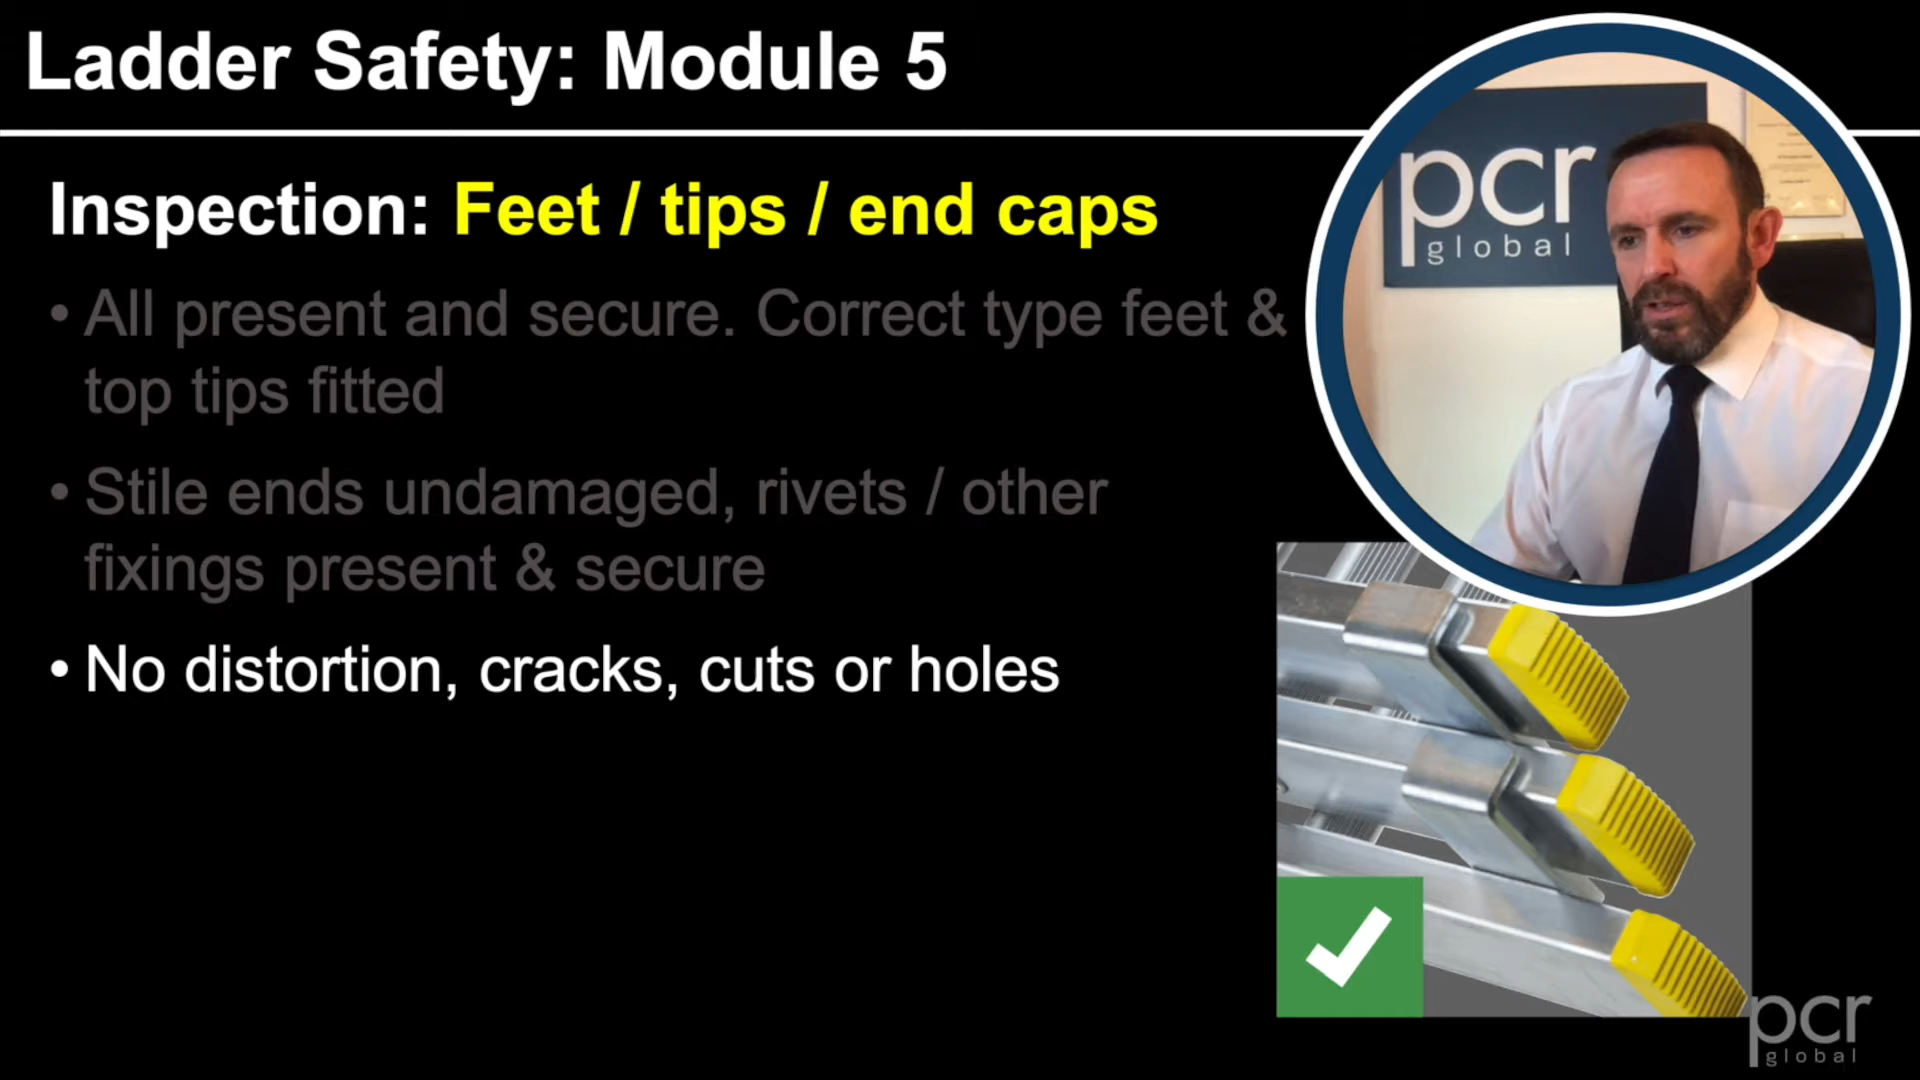 Ladder Safety: Module 5
Inspection: Feet / tips / end caps
• All present and secure. Correct type feet &
top tips fitted
• Stile ends undamaged, rivets / other
fixings present & secure
• No distortion, cracks, cuts or holes
pcr
global
pcr
global